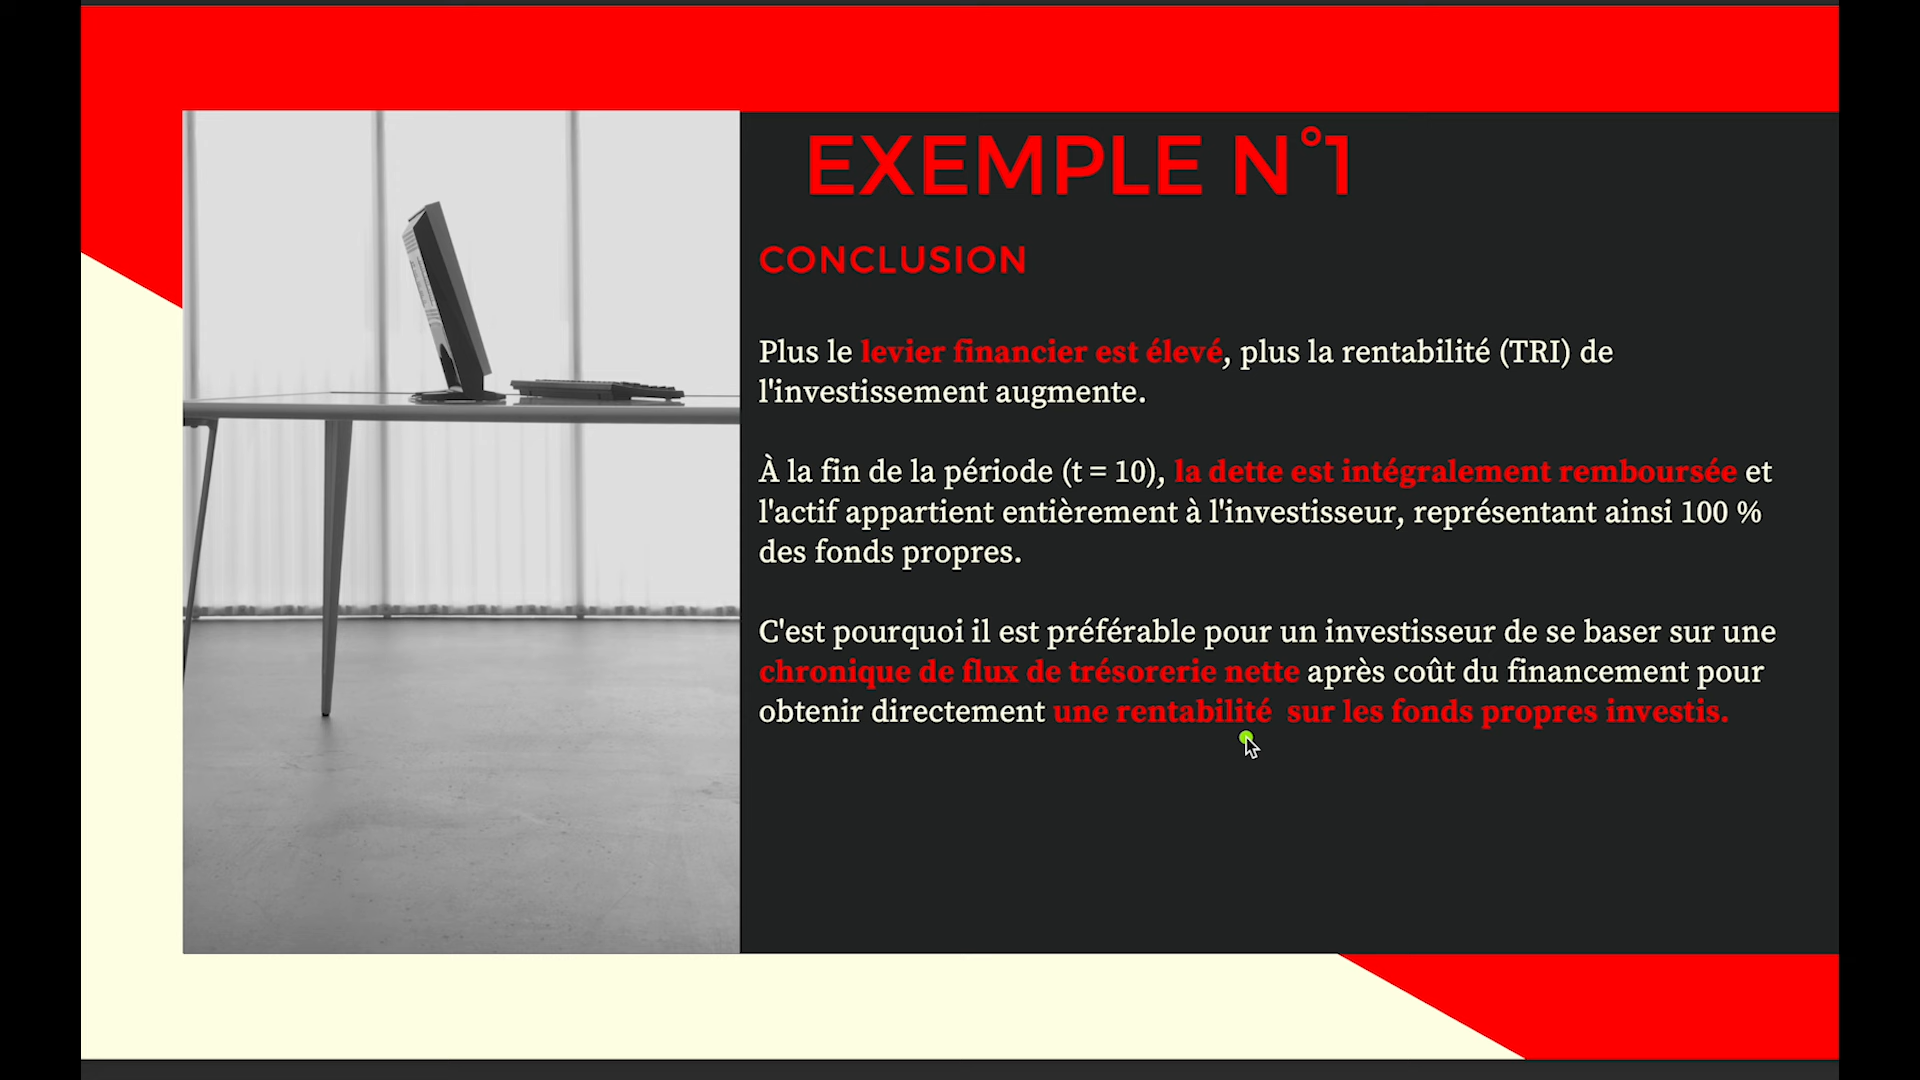 EXEMPLE N°1
CONCLUSION
Plus le levier financier est élevé, plus la rentabilité (TRI) de
l'investissement augmente.
À la fin de la période (t = 10), la dette est intégralement remboursée et
l'actif appartient entièrement à l'investisseur, représentant ainsi 100 %
des fonds propres.
C'est pourquoi il est préférable pour un investisseur de se baser sur une
chronique de flux de trésorerie nette après coût du financement pour
obtenir directement une rentabilité  sur les fonds propres investis.